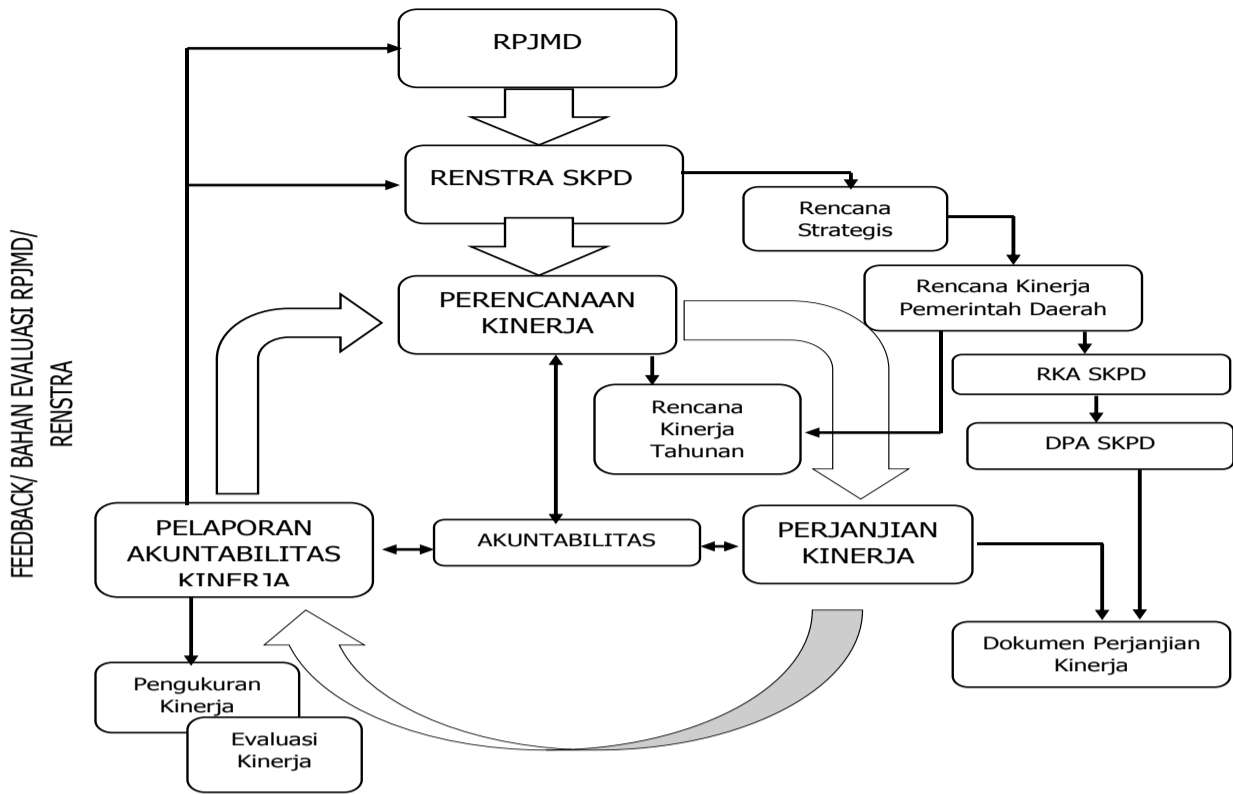 RPJMD
RENSTRA SKPD
Rencana
Strategis
FEEDBACK/ BAHAN EVALUASI RPJMD/
RENSTRA
PERENCANAAN
KINERJA
Rencana Kinerja
Pemerintah Daerah
RKA SKPD
Rencana
Kinerja
Tahunan
DPA SKPD
PELAPORAN
AKUNTABILITAS
KINERJA
AKUNTABILITAS
PERJANJIAN
KINERJA
Dokumen Perjanjian
Kinerja
Pengukuran
Kinerja
Evaluasi
Kinerja